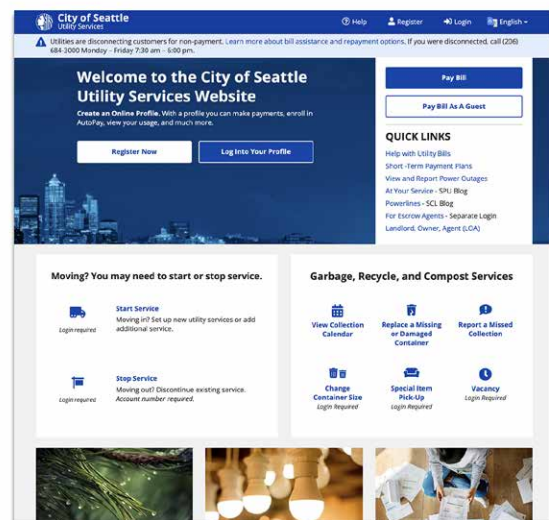 City of Seattle
Utility Services
Help
Register
Login
English
Utilities are disconnecting customers for non-payment. Learn more about bill assistance and repayment options. If you were disconnected, call (206)
684-3000 Monday - Friday 7:30 am - 6:00 pm.
Welcome to the City of Seattle
Utility Services Website
Create an Online Profile. With a profile you can make payments, enroll in
AutoPay, view your usage, and much more.
Register Now
Log Into Your Profile
Pay Bill
Pay Bill As A Guest
QUICK LINKS
Help with Utility Bills
Short -Term Payment Plans
View and Report Power Outages
At Your Service - SPU Blog
Powerlines - SCL Blog
For Escrow Agents - Separate Login
Landlord, Owner, Agent (LOA)
Moving? You may need to start or stop service.
Start Service
Moving in? Set up new utility services or add
additional service.
Login required
Stop Service
Moving out? Discontinue existing service.
Account number required.
Login required
Garbage, Recycle, and Compost Services
View Collection
Calendar
Replace a Missing
or Damaged
Container
Report a Missed
Collection
Change
Container Size
Login Required
Special Item
Pick-Up
Login Required
Vacancy
Login Required